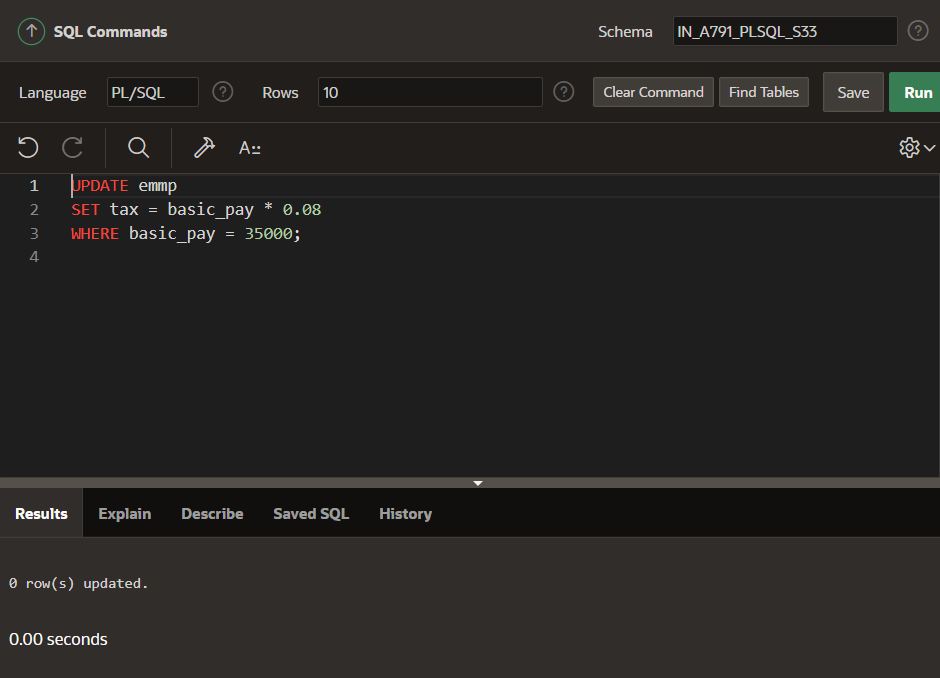 SQL Commands Schema IN_A791_PLSQL_S33 ?
Language PL/SQL ? Rows 10 ? Clear Command Find Tables Save Run
A::
1 UPDATE emmp
2 SET tax = basic_pay * 0.08
3 WHERE basic_pay = 35000;
4
Results Explain Describe Saved SQL History
0 row(s) updated.
0.00 seconds